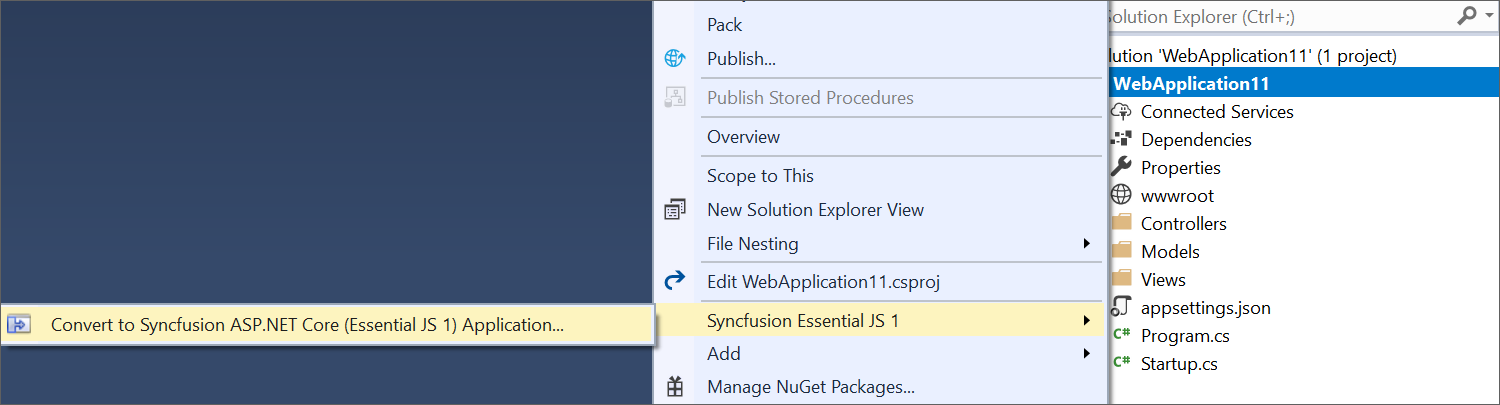 Pack
Publish...
Publish Stored Procedures
Overview
Scope to This
New Solution Explorer View
File Nesting
Edit WebApplication11.csproj
Syncfusion Essential JS 1
Add
Manage NuGet Packages...
Convert to Syncfusion ASP.NET Core (Essential JS 1) Application...
Solution Explorer (Ctrl+;)
lution 'WebApplication11' (1 project)
WebApplication11
Connected Services
Dependencies
Properties
wwwroot
Controllers
Models
Views
appsettings.json
C# Program.cs
C# Startup.cs